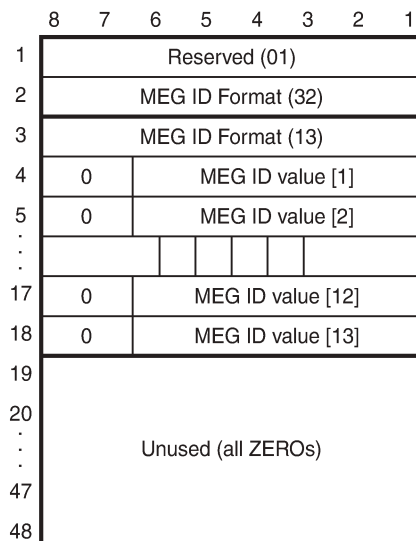 8 7 6 5 4 3 2 1
1 Reserved (01)
2 MEG ID Format (32)
3 MEG ID Format (13)
4 0 MEG ID value [1]
5 0 MEG ID value [2]
.
.
.
17 0 MEG ID value [12]
18 0 MEG ID value [13]
19
20
.
.
.
Unused (all ZEROs)
47
48